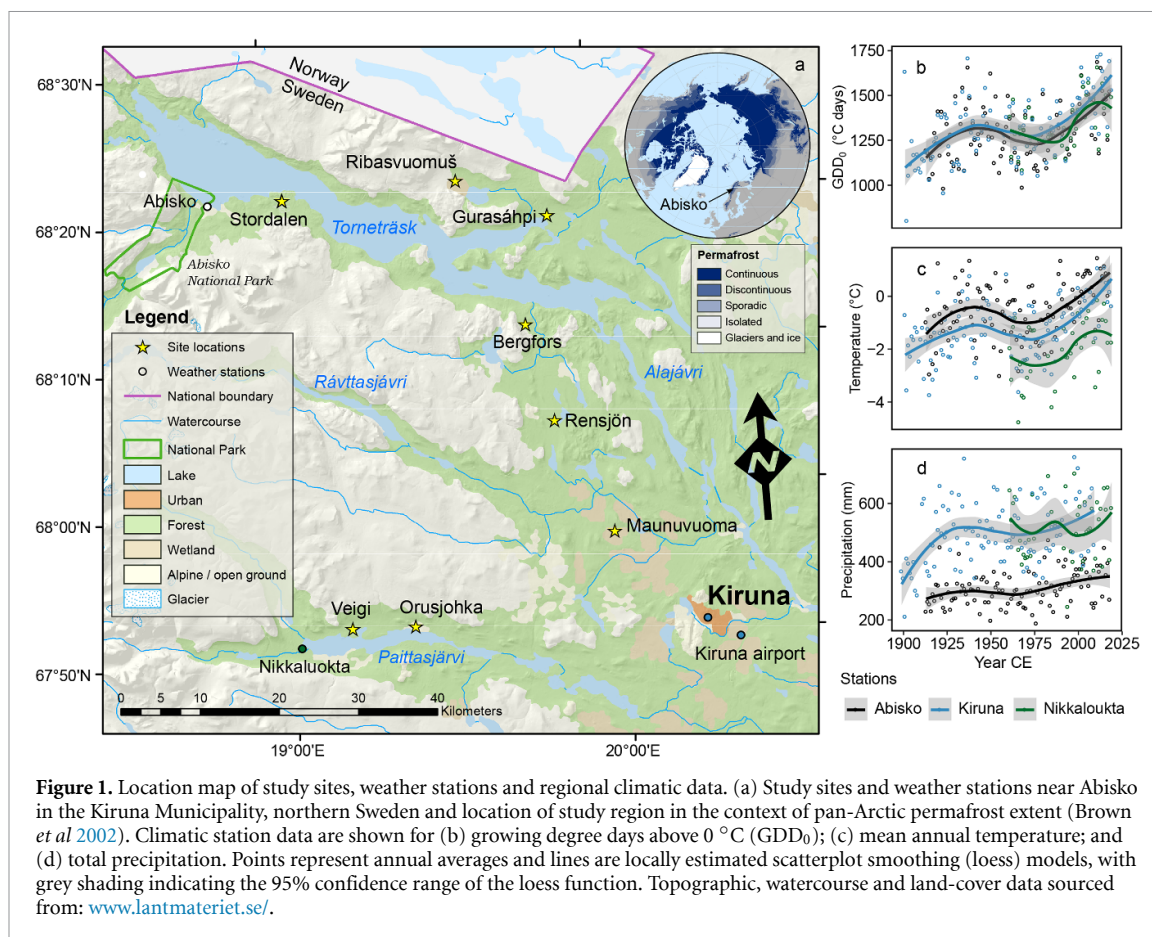 68°30'N
68°20'N
68°10'N
68°00'N
67°50'N
19°00'E
20°00'E
a
Norway
Sweden
Ribasvuomuš
Abisko
Stordalen
Gurasáhpi
Torneträsk
Abisko
National Park
Bergfors
Alajávri
Rávttasjávri
Rensjön
N
Maunuvuoma
Kiruna
Kiruna airport
Veigi
Orusjohka
Nikkaluokta
Paittasjärvi
0 5 10 20 30 40
Kilometers
Legend
Site locations
Weather stations
National boundary
Watercourse
National Park
Lake
Urban
Forest
Wetland
Alpine / open ground
Glacier
Abisko
Permafrost
Continuous
Discontinuous
Sporadic
Isolated
Glaciers and ice
b
GDD₀ (°C days)
1750
1500
1250
1000
c
Temperature (°C)
0
−2
−4
d
Precipitation (mm)
600
400
200
1900 1925 1950 1975 2000 2025
Year CE
Stations
Abisko Kiruna Nikkaloukta
Figure 1. Location map of study sites, weather stations and regional climatic data. (a) Study sites and weather stations near Abisko
in the Kiruna Municipality, northern Sweden and location of study region in the context of pan-Arctic permafrost extent (Brown
et al 2002). Climatic station data are shown for (b) growing degree days above 0 °C (GDD₀); (c) mean annual temperature; and
(d) total precipitation. Points represent annual averages and lines are locally estimated scatterplot smoothing (loess) models, with
grey shading indicating the 95% confidence range of the loess function. Topographic, watercourse and land-cover data sourced
from: www.lantmateriet.se/.